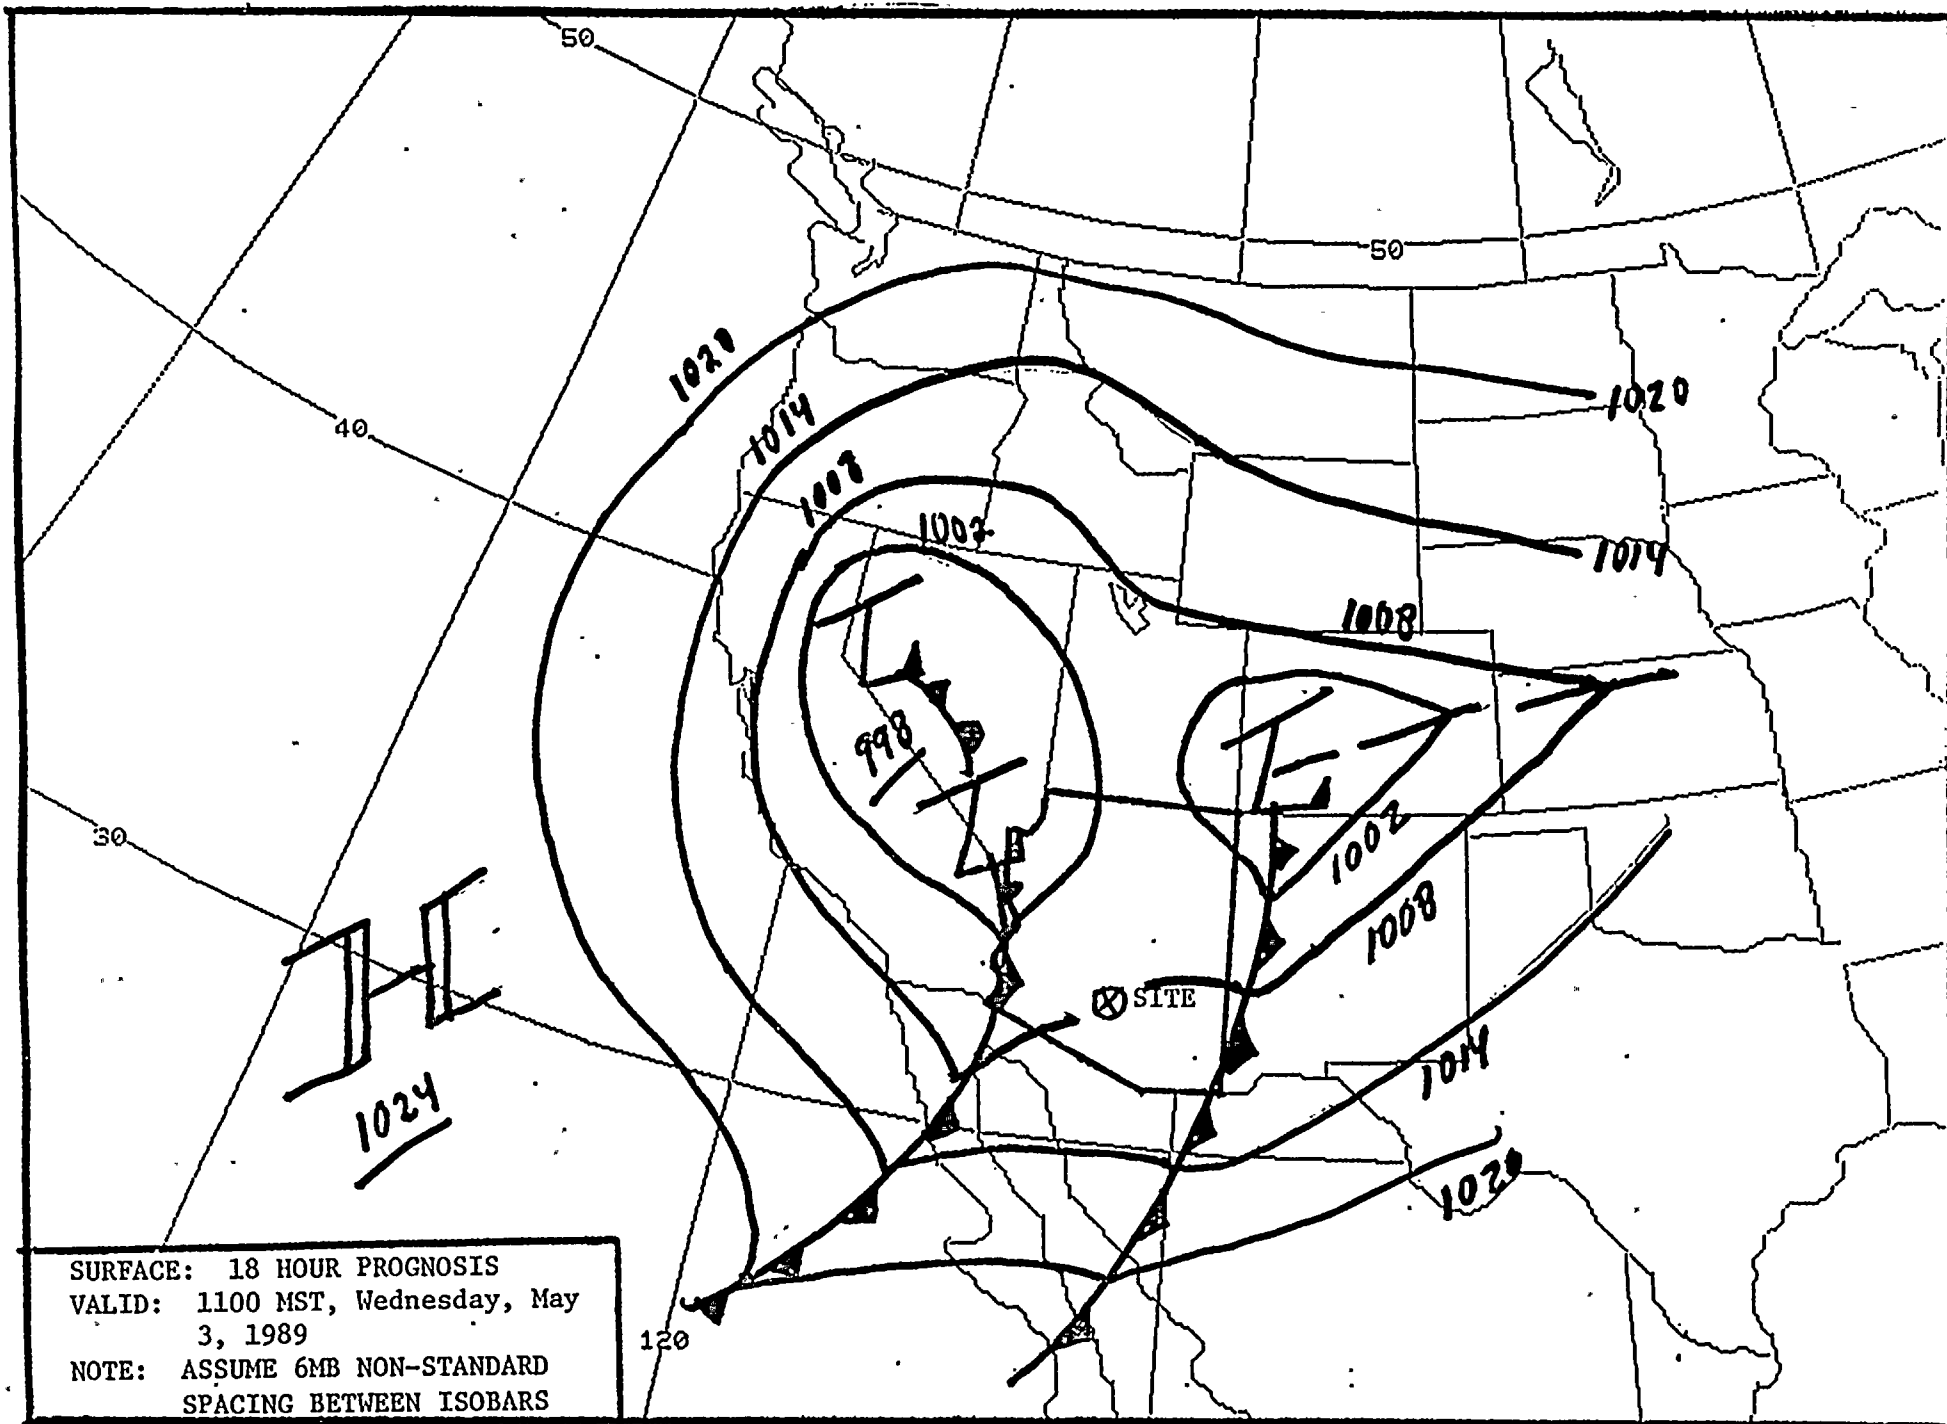 50
50
1020
1020
1014
40
1008
1002
1014
1008
L
998
L
L
30
1002
H
1008
SITE
1014
1024
1020
SURFACE: 18 HOUR PROGNOSIS
VALID: 1100 MST, Wednesday, May
3, 1989
120
NOTE: ASSUME 6MB NON-STANDARD
SPACING BETWEEN ISOBARS